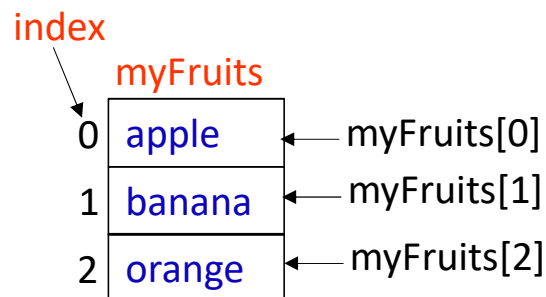 index
myFruits
0 apple myFruits[0]
1 banana myFruits[1]
2 orange myFruits[2]